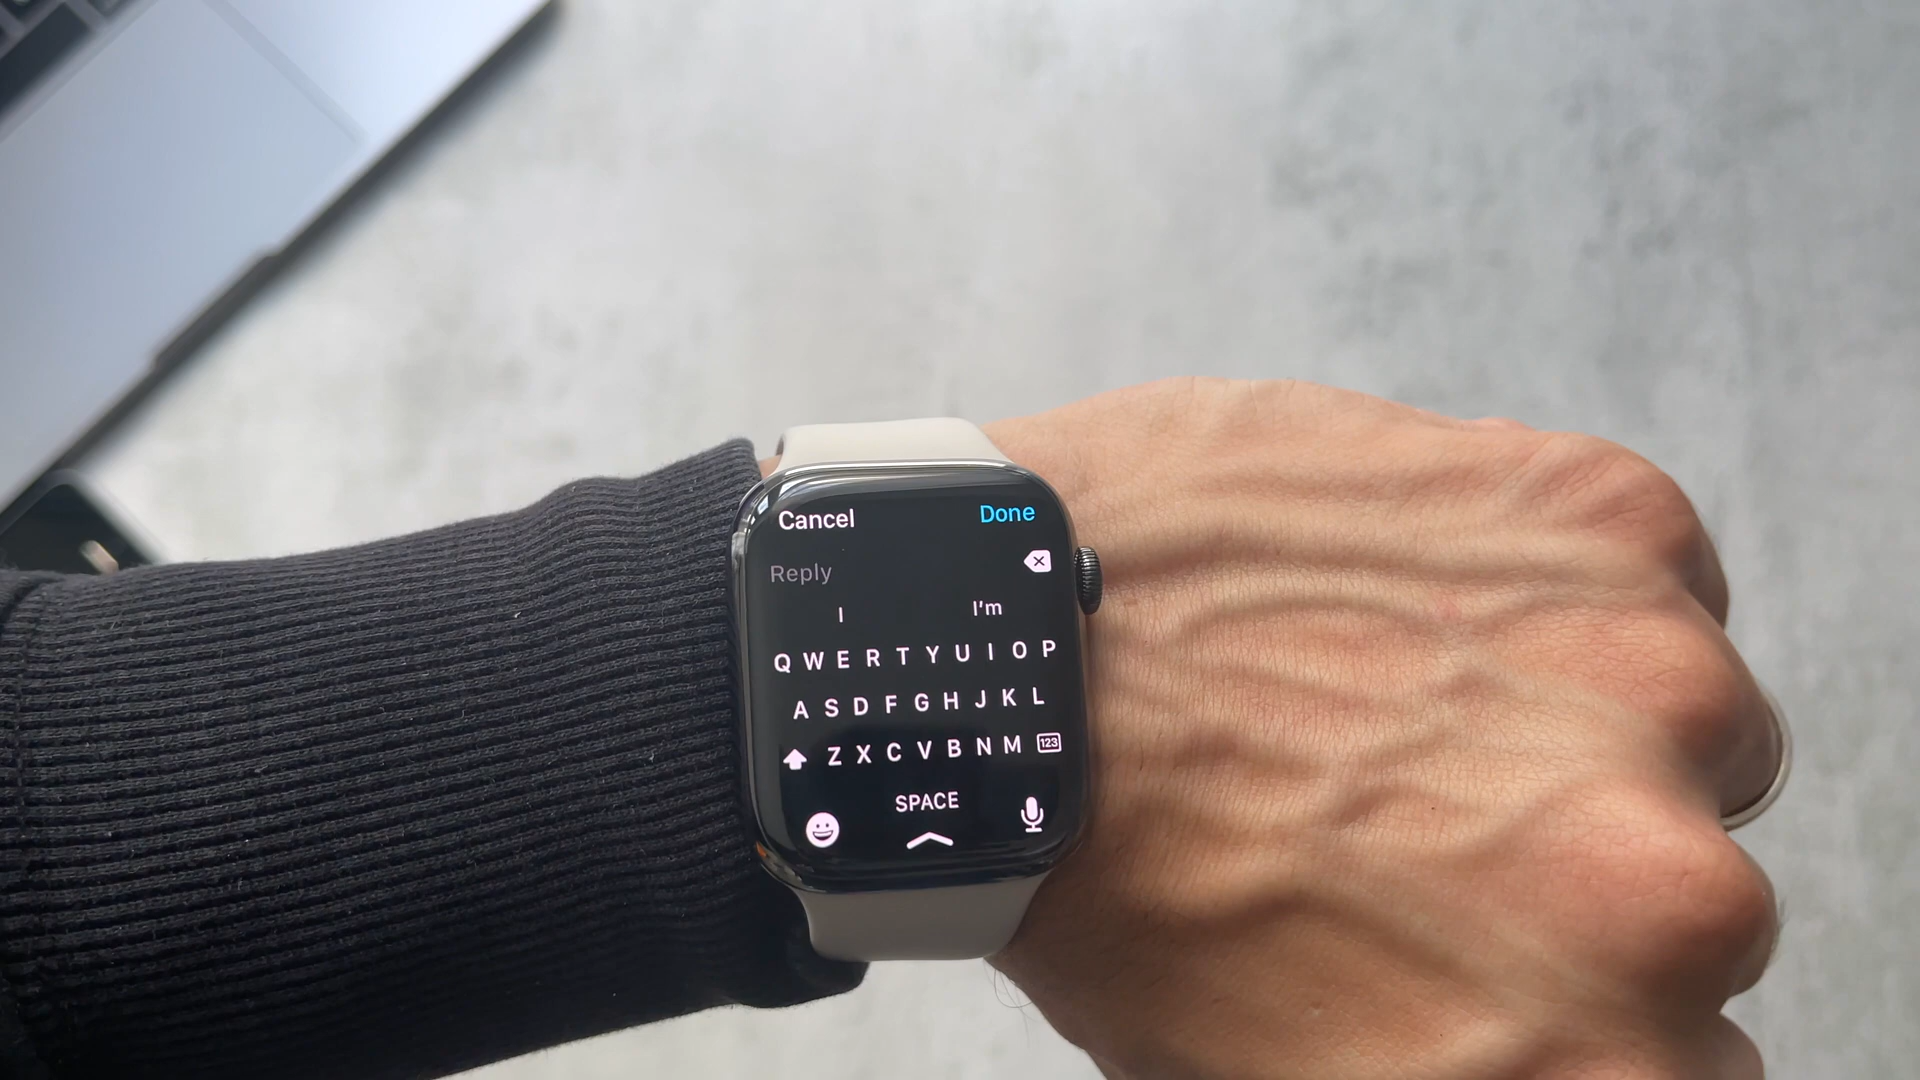 Cancel Done
Reply
I I'm
Q W E R T Y U I O P
A S D F G H J K L
Z X C V B N M 123
SPACE